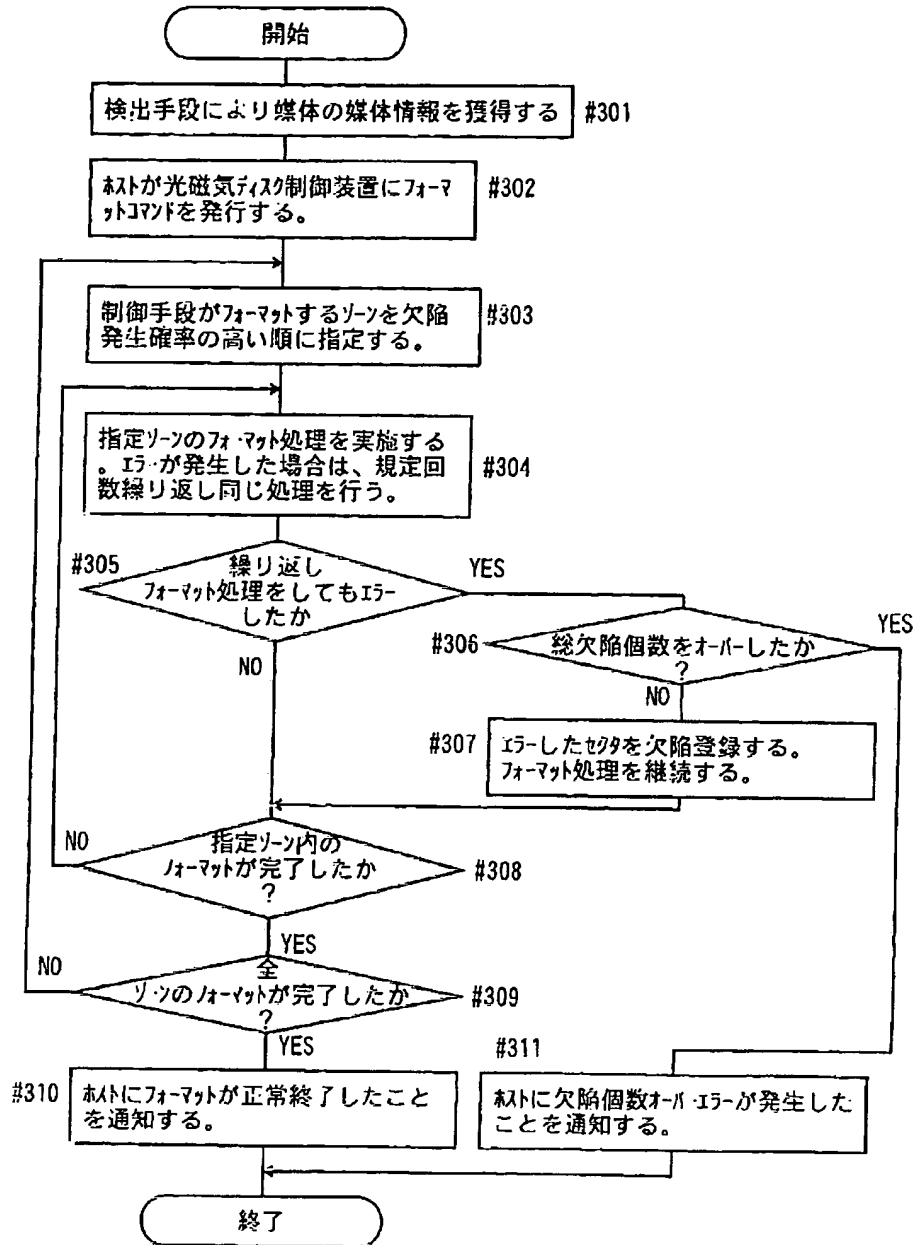 開始
検出手段により媒体の媒体情報を獲得する
#301
ホストが光磁気ディスク制御装置にフォーマ
ットコマンドを発行する。
#302
制御手段がフォーマットするゾーンを欠陥
発生確率の高い順に指定する。
#303
指定ゾーンのフォーマット処理を実施する
。エラーが発生した場合は、規定回
数繰り返し同じ処理を行う。
#304
#305
繰り返し
フォーマット処理をしてもエラー
したか
YES
NO
#306
総欠陥個数をオーバーしたか
?
YES
NO
#307
エラーしたセクタを欠陥登録する。
フォーマット処理を継続する。
NO
指定ゾーン内の
フォーマットが完了したか
?
#308
YES
NO
全
ゾーンのフォーマットが完了したか
?
#309
YES
#310
ホストにフォーマットが正常終了したこと
を通知する。
#311
ホストに欠陥個数オーバーエラーが発生した
ことを通知する。
終了